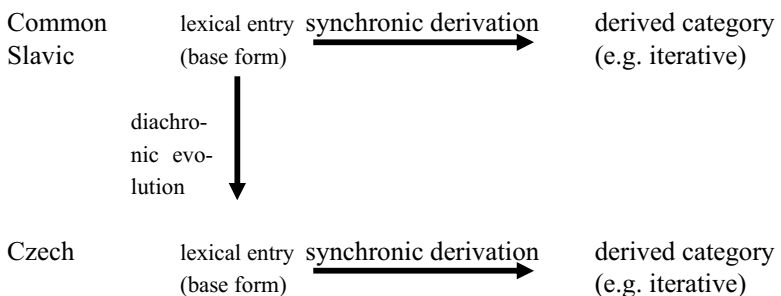 Common lexical entry synchronic derivation derived category
Slavic (base form) (e.g. iterative)
diachro-
nic evo-
lution
Czech lexical entry synchronic derivation derived category
(base form) (e.g. iterative)